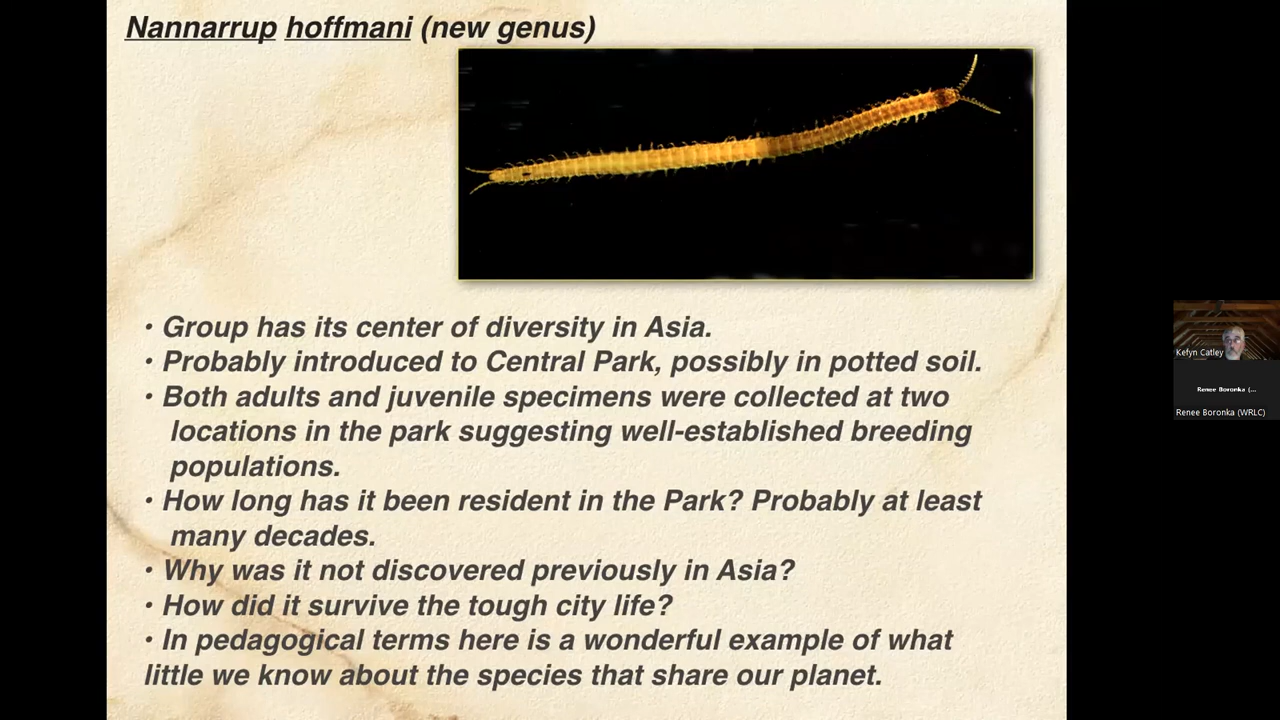 Nannarrup hoffmani (new genus)
• Group has its center of diversity in Asia.
• Probably introduced to Central Park, possibly in potted soil.
• Both adults and juvenile specimens were collected at two
locations in the park suggesting well-established breeding
populations.
• How long has it been resident in the Park? Probably at least
many decades.
• Why was it not discovered previously in Asia?
• How did it survive the tough city life?
• In pedagogical terms here is a wonderful example of what
little we know about the species that share our planet.
Kefyn Catley
Renee Boronka (...
Renee Boronka (WRLC)